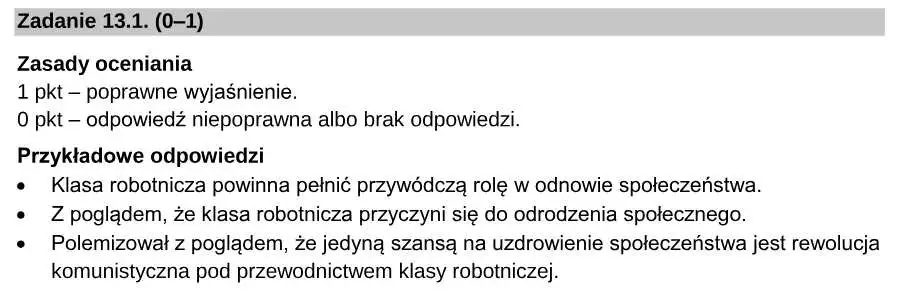 Zadanie 13.1. (0–1)
Zasady oceniania
1 pkt – poprawne wyjaśnienie.
0 pkt – odpowiedź niepoprawna albo brak odpowiedzi.
Przykładowe odpowiedzi
• Klasa robotnicza powinna pełnić przywódczą rolę w odnowie społeczeństwa.
• Z poglądem, że klasa robotnicza przyczyni się do odrodzenia społecznego.
• Polemizował z poglądem, że jedyną szansą na uzdrowienie społeczeństwa jest rewolucja
komunistyczna pod przewodnictwem klasy robotniczej.